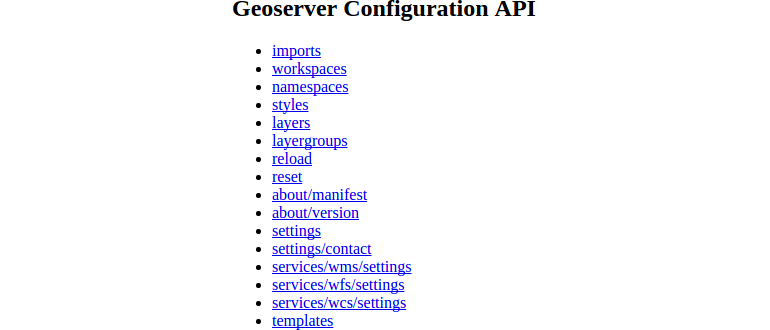 Geoserver Configuration API
imports
workspaces
namespaces
styles
layers
layergroups
reload
reset
about/manifest
about/version
settings
settings/contact
services/wms/settings
services/wfs/settings
services/wcs/settings
templates